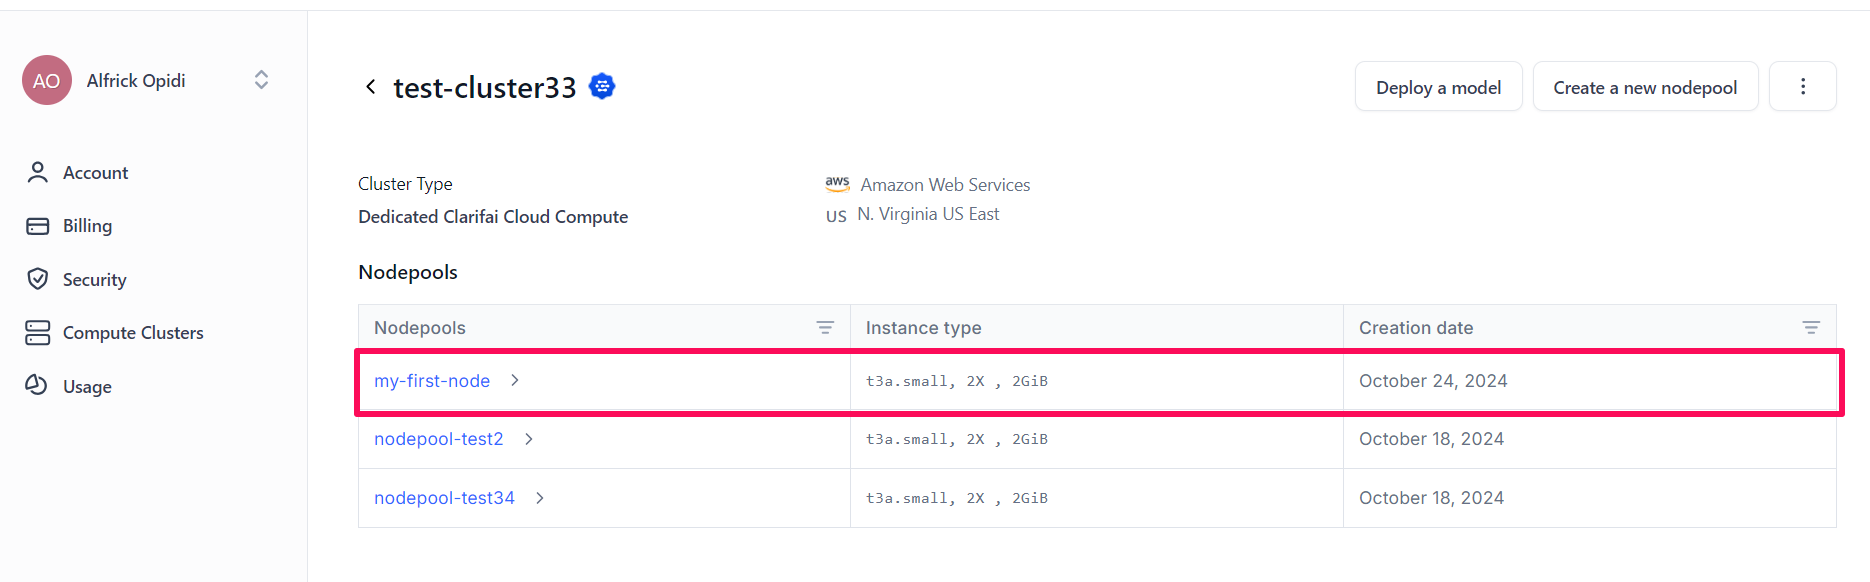 AO
Alfrick Opidi
Account
Billing
Security
Compute Clusters
Usage
test-cluster33
Deploy a model
Create a new nodepool
Cluster Type
Dedicated Clarifai Cloud Compute
aws Amazon Web Services
US N. Virginia US East
Nodepools
Nodepools Instance type Creation date
my-first-node t3a.small, 2X , 2GiB October 24, 2024
nodepool-test2 t3a.small, 2X , 2GiB October 18, 2024
nodepool-test34 t3a.small, 2X , 2GiB October 18, 2024